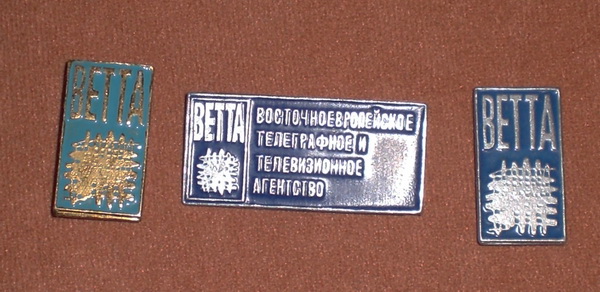 ВЕТТА
ВЕТТА
ВОСТОЧНОЕВРОПЕЙСКОЕ
ТЕЛЕГРАФНОЕ И
ТЕЛЕВИЗИОННОЕ
АГЕНТСТВО
ВЕТТА